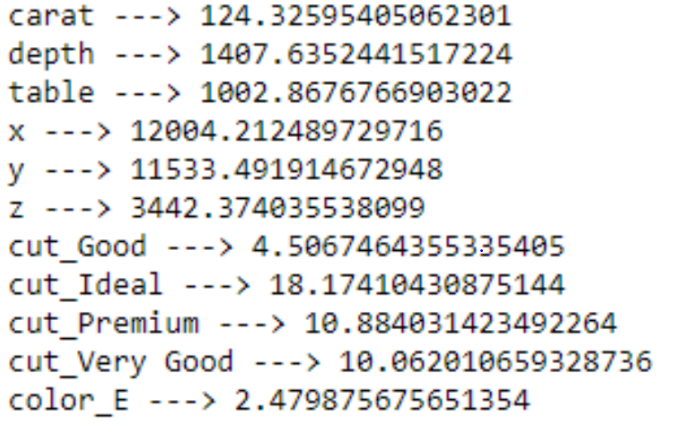 carat ---> 124.32595405062301
depth ---> 1407.6352441517224
table ---> 1002.8676766903022
x ---> 12004.212489729716
y ---> 11533.491914672948
z ---> 3442.374035538099
cut_Good ---> 4.5067464355335405
cut_Ideal ---> 18.17410430875144
cut_Premium ---> 10.884031423492264
cut_Very Good ---> 10.062010659328736
color_E ---> 2.479875675651354